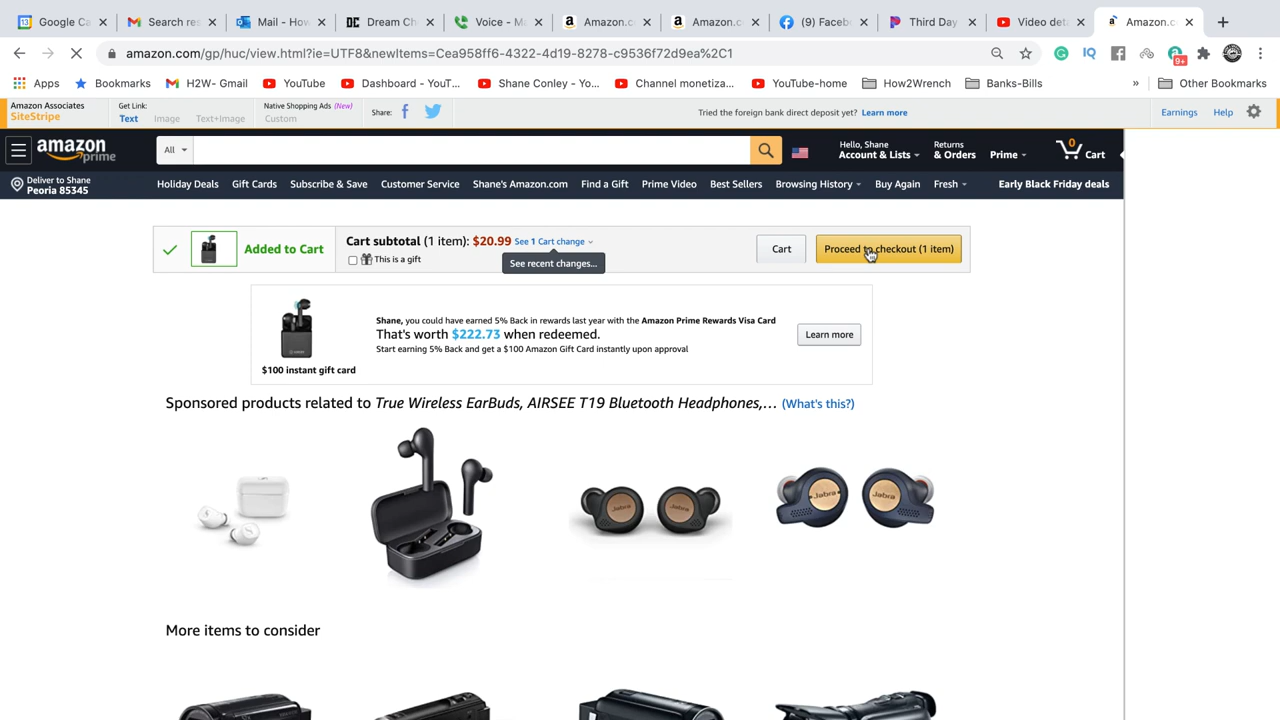 Google Ca
Search res
Mail - How
Dream Ch
Voice - M
Amazon.c
Amazon.c
(9) Faceb
Third Day
Video det
Amazon.c
amazon.com/gp/huc/view.html?ie=UTF8&newItems=Cea958ff6-4322-4d19-8278-c9536f72d9ea%2C1
9+
Apps
Bookmarks
H2W- Gmail
YouTube
Dashboard - YouT...
Shane Conley - Yo...
Channel monetiza...
YouTube-home
How2Wrench
Banks-Bills
»
Other Bookmarks
Amazon Associates
SiteStripe
Get Link:
Text
Image
Text+Image
Native Shopping Ads (New)
Custom
Share:
Tried the foreign bank direct deposit yet? Learn more
Earnings
Help
amazon prime
All
Hello, Shane
Account & Lists
Returns
& Orders
Prime
0
Cart
Deliver to Shane
Peoria 85345
Holiday Deals
Gift Cards
Subscribe & Save
Customer Service
Shane's Amazon.com
Find a Gift
Prime Video
Best Sellers
Browsing History
Buy Again
Fresh
Early Black Friday deals
Added to Cart
Cart subtotal (1 item): $20.99 See 1 Cart change
This is a gift
See recent changes...
Cart
Proceed to checkout (1 item)
Shane, you could have earned 5% Back in rewards last year with the Amazon Prime Rewards Visa Card
That's worth $222.73 when redeemed.
Start earning 5% Back and get a $100 Amazon Gift Card instantly upon approval
$100 instant gift card
Learn more
Sponsored products related to True Wireless EarBuds, AIRSEE T19 Bluetooth Headphones,... (What's this?)
Jabra
Jabra
Jabra
Jabra
More items to consider